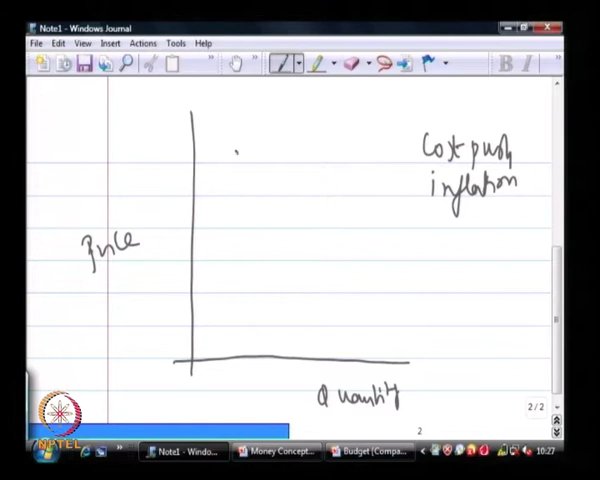 Note1 - Windows Journal
File Edit View Insert Actions Tools Help
B I
Cost push
inflation
Price
Quantity
2/2
2
NPTEL
Note1 - Windo...
Money Concept...
Budget [Compa...
10:27